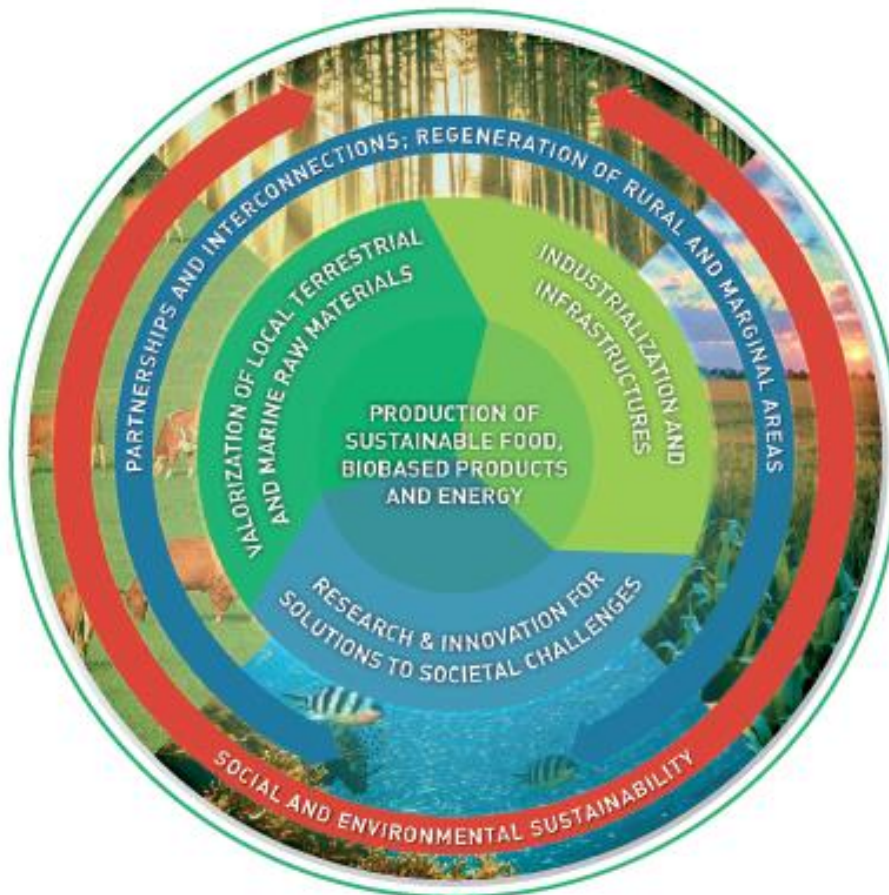 PARTNERSHIPS AND INTERCONNECTIONS; REGENERATION OF RURAL AND MARGINAL AREAS
VALORIZATION OF LOCAL TERRESTRIAL
AND MARINE RAW MATERIALS
INDUSTRIALIZATION AND
INFRASTRUCTURES
PRODUCTION OF
SUSTAINABLE FOOD,
BIOBASED PRODUCTS
AND ENERGY
RESEARCH & INNOVATION FOR
SOLUTIONS TO SOCIETAL CHALLENGES
SOCIAL AND ENVIRONMENTAL SUSTAINABILITY